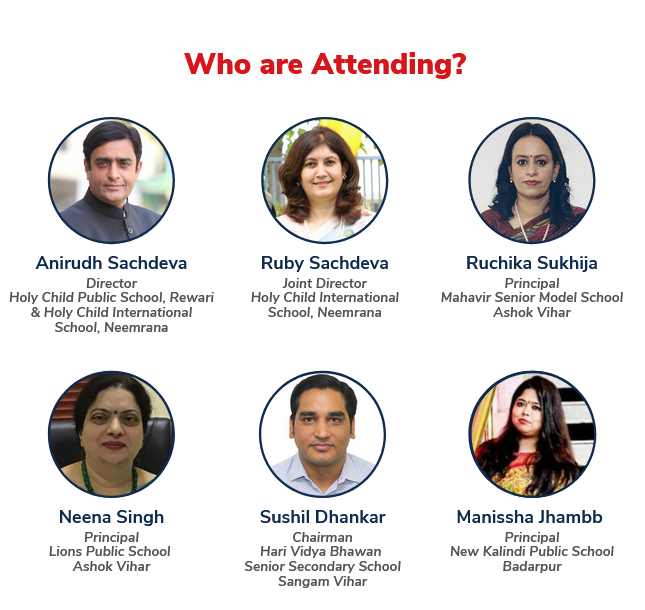 Who are Attending?
Anirudh Sachdeva
Director
Holy Child Public School, Rewari
& Holy Child International
School, Neemrana
Ruby Sachdeva
Joint Director
Holy Child International
School, Neemrana
Ruchika Sukhija
Principal
Mahavir Senior Model School
Ashok Vihar
Neena Singh
Principal
Lions Public School
Ashok Vihar
Sushil Dhankar
Chairman
Hari Vidya Bhawan
Senior Secondary School
Sangam Vihar
Manissha Jhambb
Principal
New Kalindi Public School
Badarpur